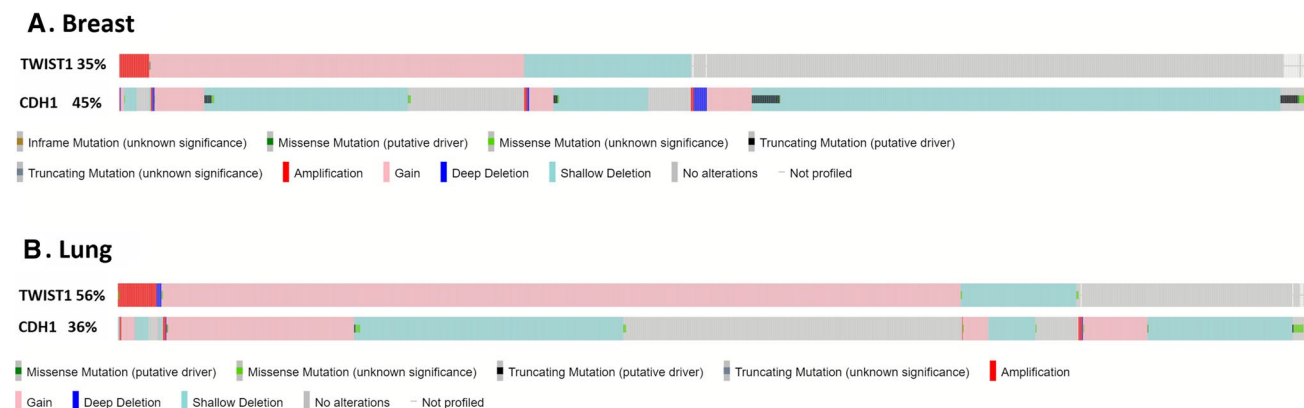 A. Breast
TWIST1 35%
CDH1 45%
Inframe Mutation (unknown significance) Missense Mutation (putative driver) Missense Mutation (unknown significance) Truncating Mutation (putative driver)
Truncating Mutation (unknown significance) Amplification Gain Deep Deletion Shallow Deletion No alterations Not profiled
B. Lung
TWIST1 56%
CDH1 36%
Missense Mutation (putative driver) Missense Mutation (unknown significance) Truncating Mutation (putative driver) Truncating Mutation (unknown significance) Amplification
Gain Deep Deletion Shallow Deletion No alterations Not profiled